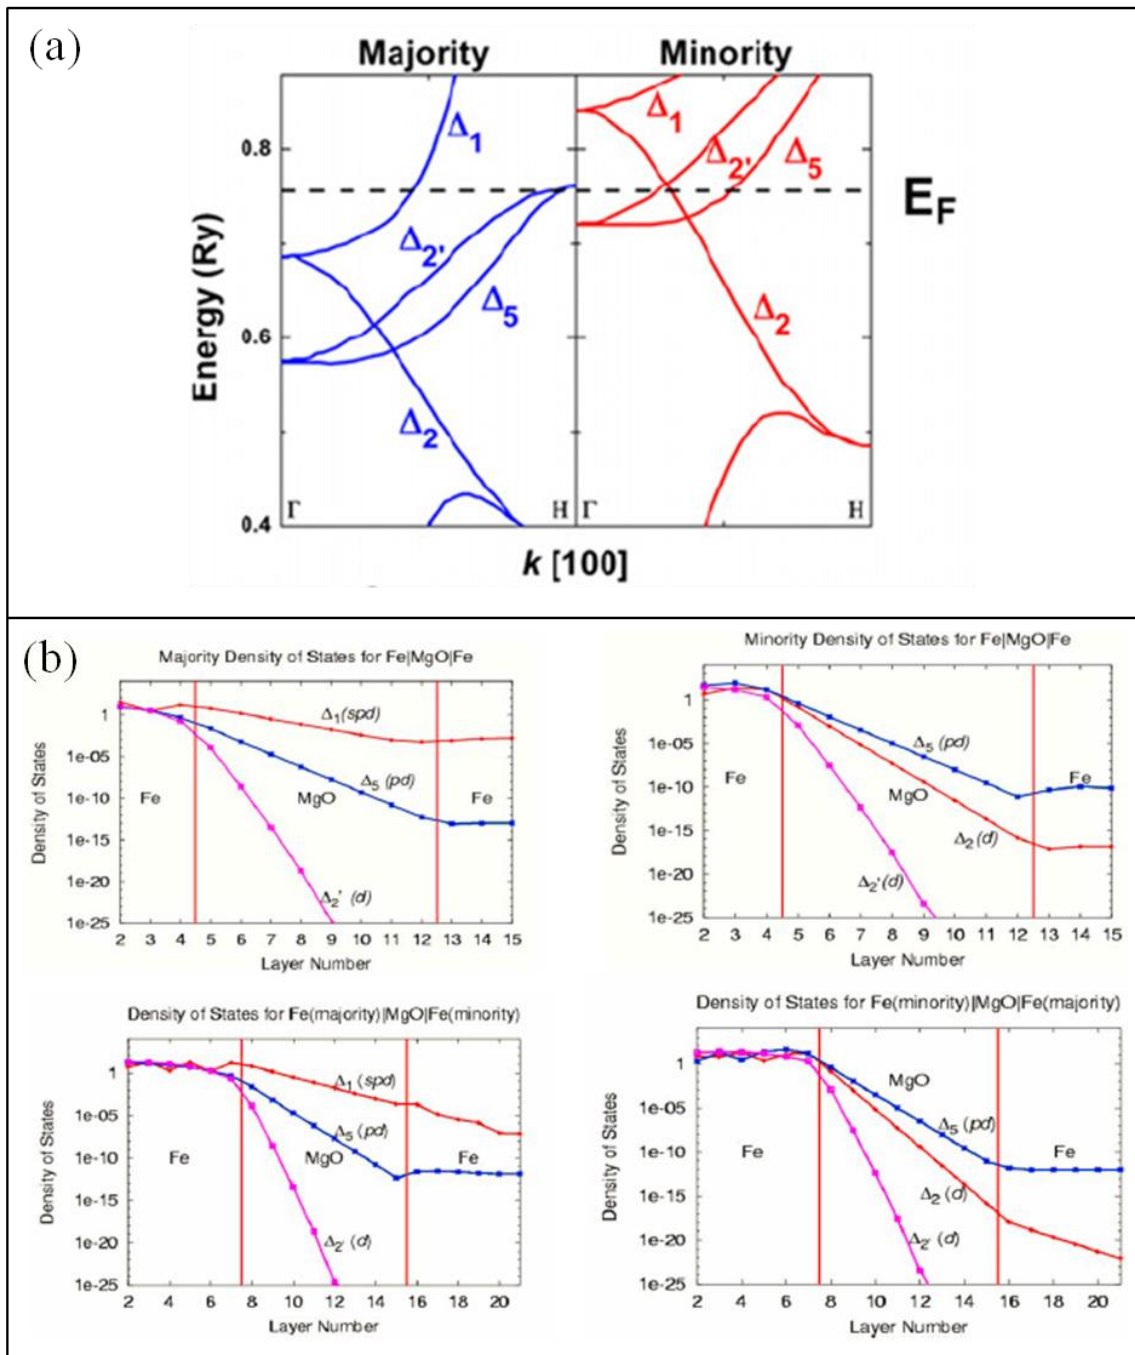 (a)
Majority Minority
Δ1 Δ1 Δ2' Δ5
0.8
EF
Δ2'
Energy (Ry)
Δ5 Δ2
0.6
Δ2
Γ H Γ H
0.4
k [100]
(b)
Majority Density of States for Fe|MgO|Fe
Density of States
1
1e-05
1e-10
1e-15
1e-20
1e-25
Δ1(spd)
Δ5 (pd)
Fe MgO Fe
Δ2' (d)
2 3 4 5 6 7 8 9 10 11 12 13 14 15
Layer Number
Minority Density of States for Fe|MgO|Fe
Density of States
1
1e-05
1e-10
1e-15
1e-20
1e-25
Δ5 (pd)
Fe MgO Fe
Δ2 (d)
Δ2'(d)
2 3 4 5 6 7 8 9 10 11 12 13 14 15
Layer Number
Density of States for Fe(majority)|MgO|Fe(minority)
Density of States
1
1e-05
1e-10
1e-15
1e-20
1e-25
Δ1 (spd)
Δ5 (pd)
Fe MgO Fe
Δ2' (d)
2 4 6 8 10 12 14 16 18 20
Layer Number
Density of States for Fe(minority)|MgO|Fe(majority)
Density of States
1
1e-05
1e-10
1e-15
1e-20
1e-25
MgO
Δ5 (pd)
Fe Fe
Δ2 (d)
Δ2' (d)
2 4 6 8 10 12 14 16 18 20
Layer Number